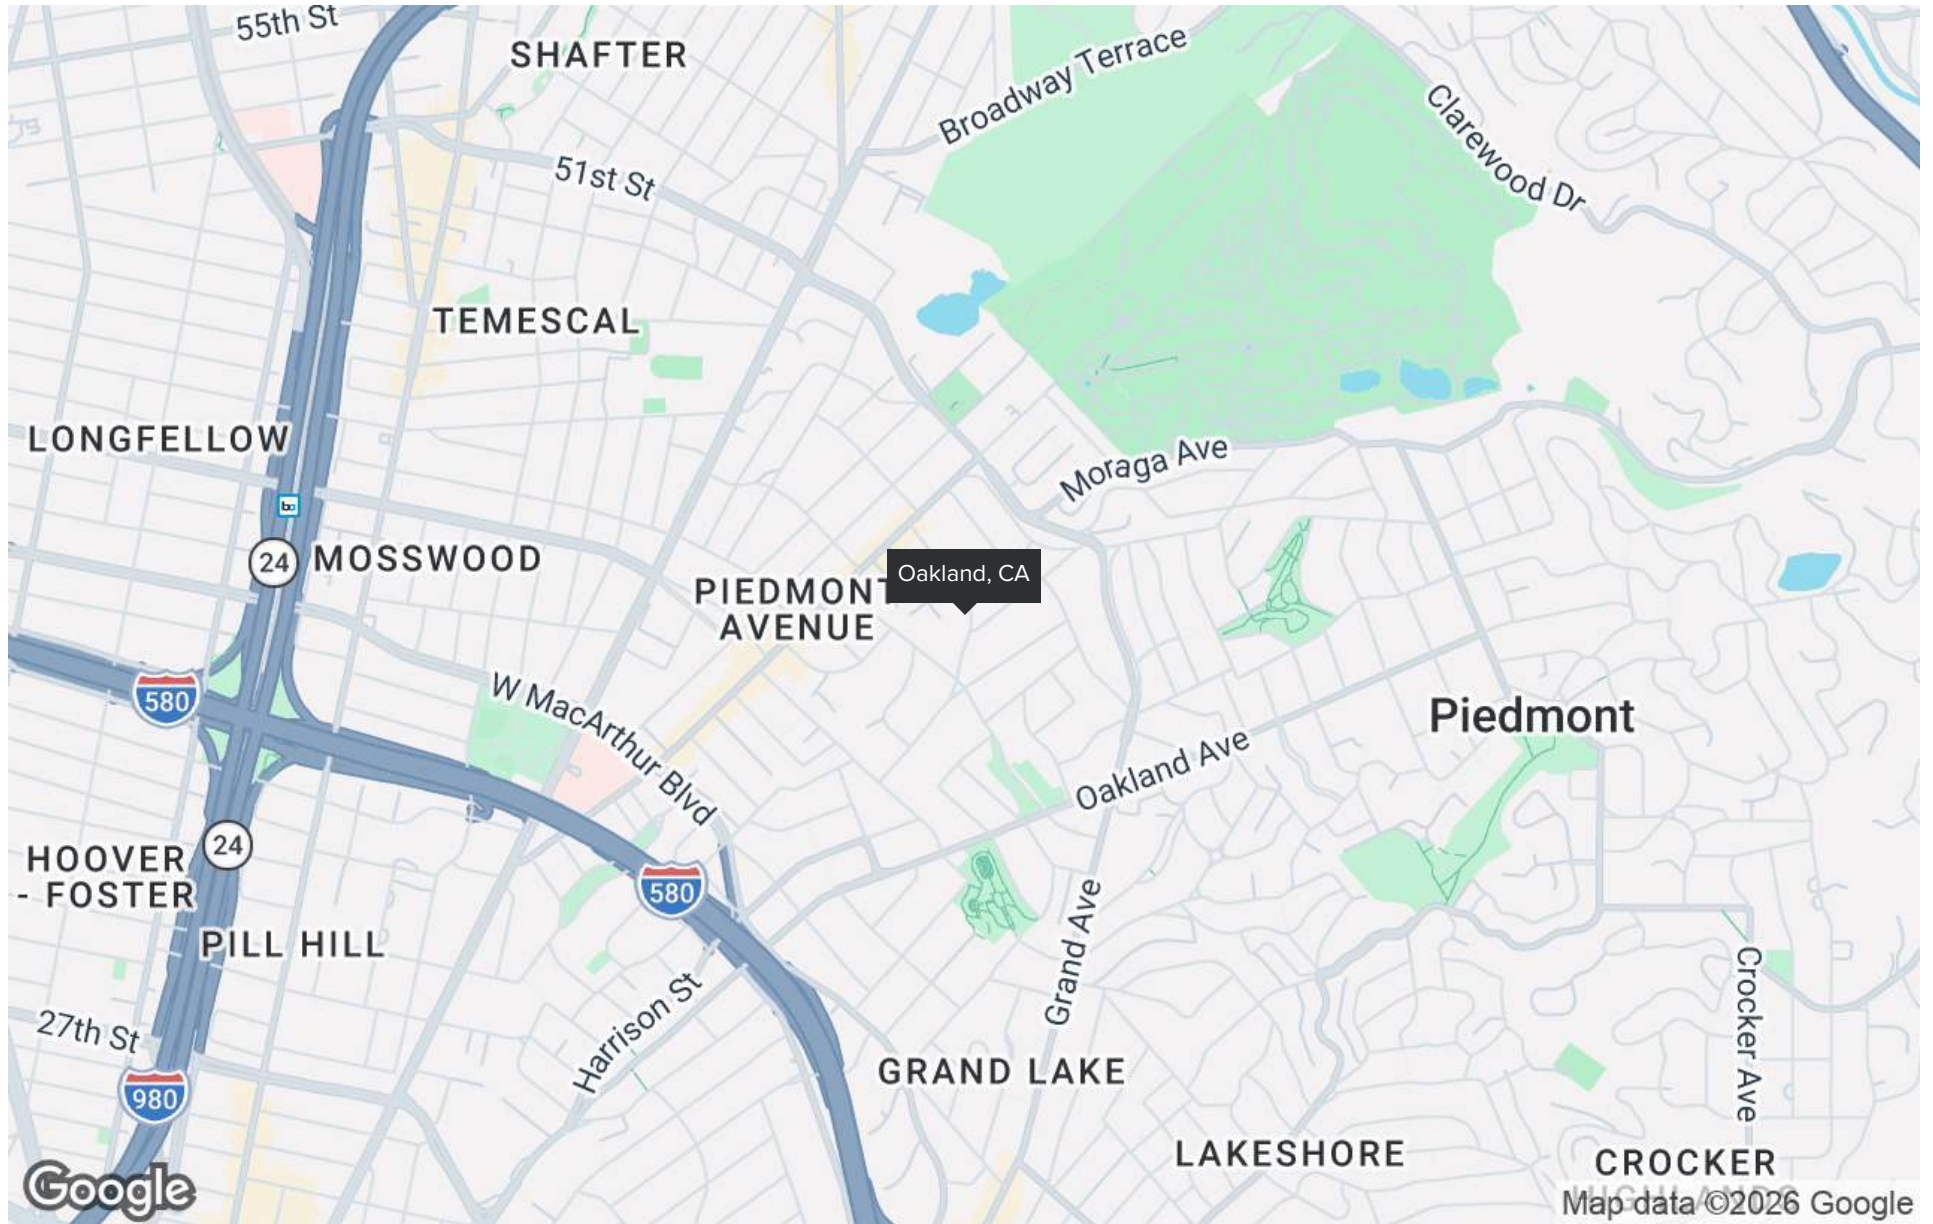 55th St
SHAFTER
Broadway Terrace
Clarewood Dr
51st St
TEMESCAL
LONGFELLOW
Moraga Ave
24
MOSSWOOD
Oakland, CA
PIEDMONT
AVENUE
580
W MacArthur Blvd
Piedmont
Oakland Ave
24
HOOVER
- FOSTER
580
PILL HILL
Grand Ave
Harrison St
Crocker Ave
27th St
GRAND LAKE
980
LAKESHORE
CROCKER
Google
Map data ©2026 Google